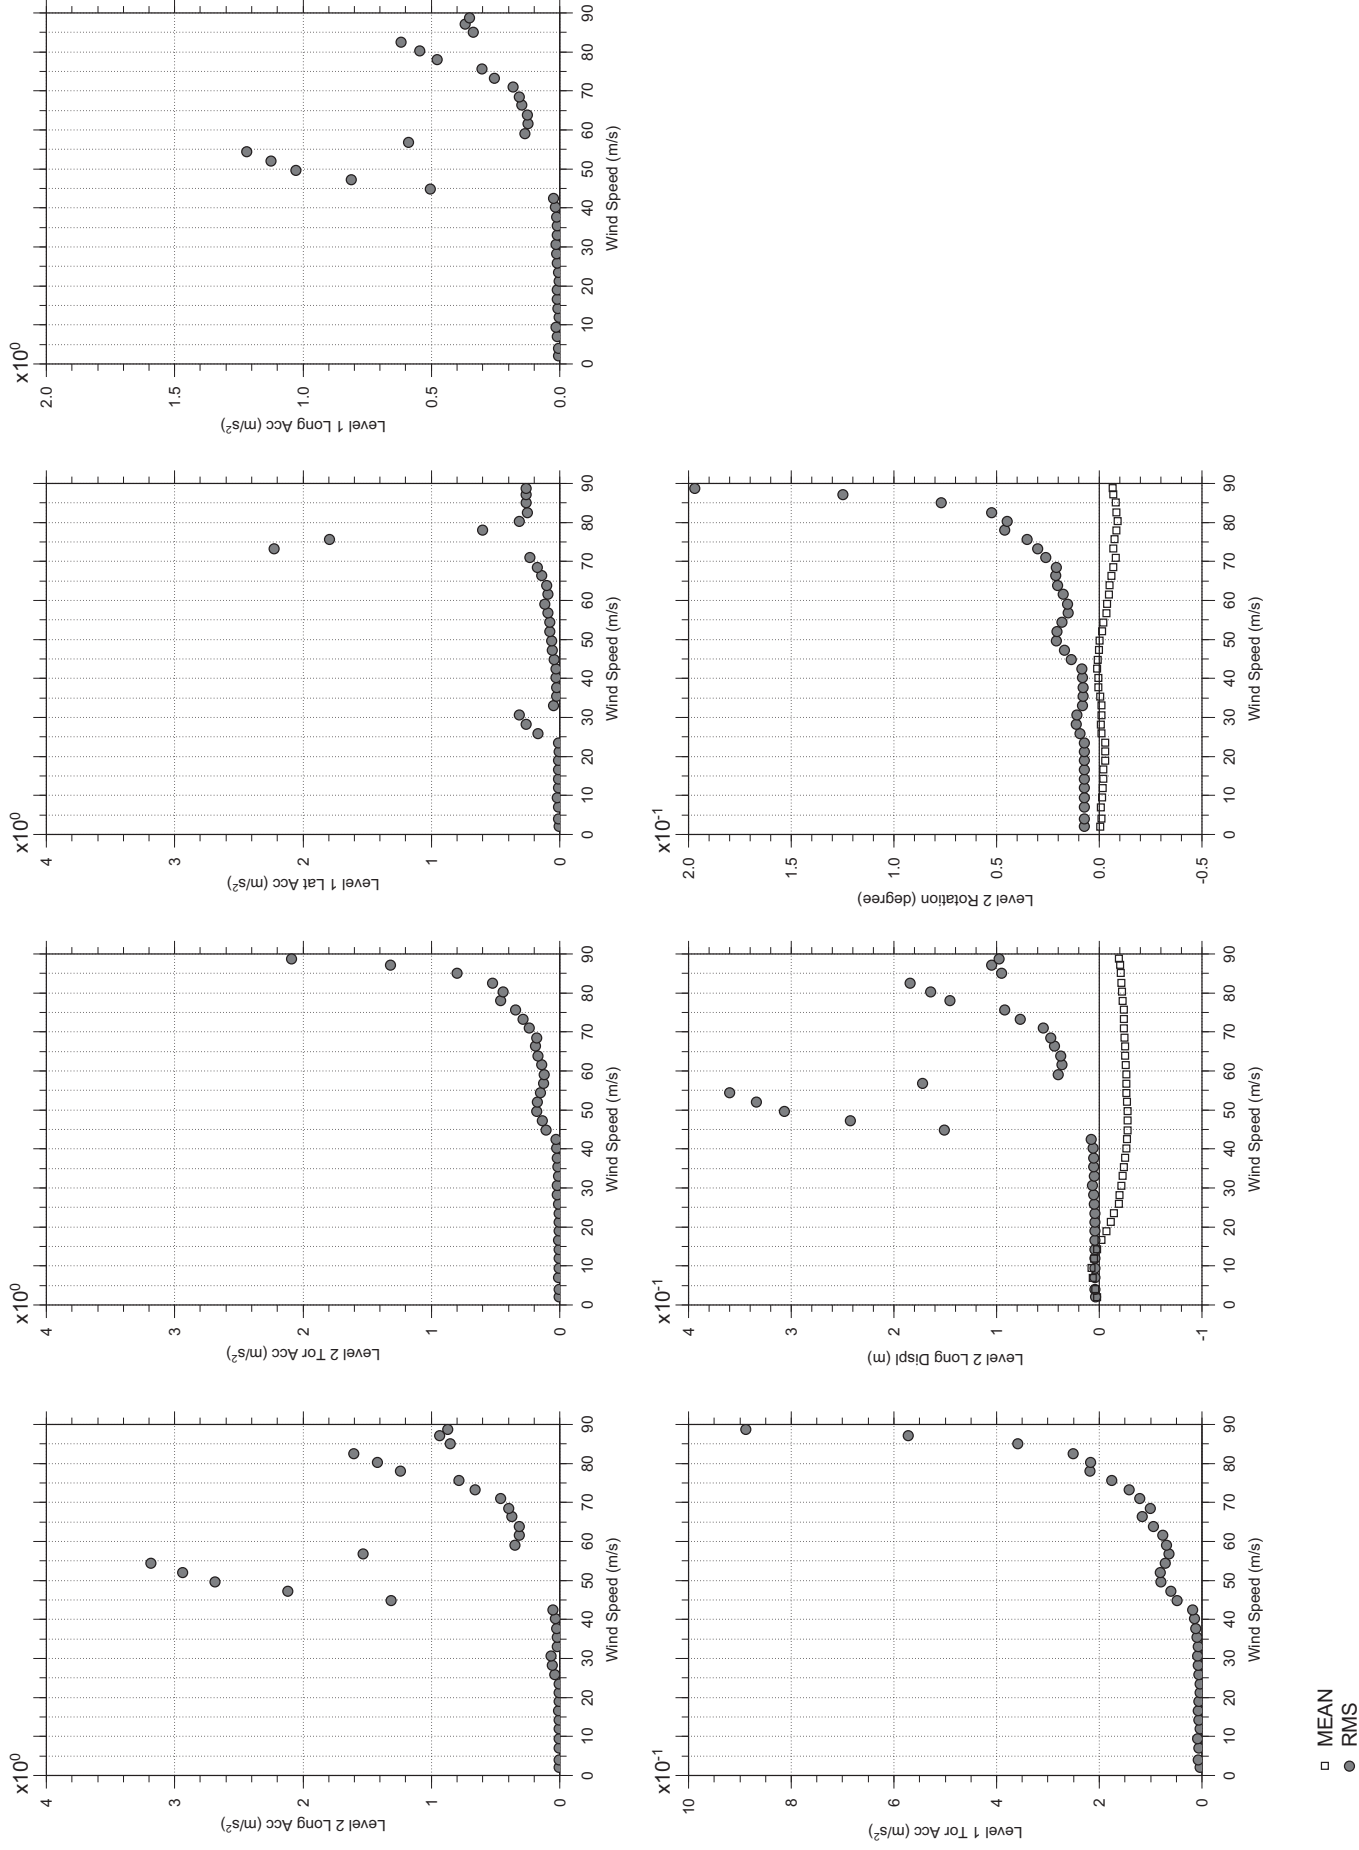 x10⁰
Level 2 Long Acc (m/s²)
4
3
2
1
0
0 10 20 30 40 50 60 70 80 90
Wind Speed (m/s)
x10⁰
Level 2 Tor Acc (m/s²)
4
3
2
1
0
0 10 20 30 40 50 60 70 80 90
Wind Speed (m/s)
x10⁰
Level 1 Lat Acc (m/s²)
4
3
2
1
0
0 10 20 30 40 50 60 70 80 90
Wind Speed (m/s)
x10⁰
Level 1 Long Acc (m/s²)
2.0
1.5
1.0
0.5
0.0
0 10 20 30 40 50 60 70 80 90
Wind Speed (m/s)
x10⁻¹
Level 1 Tor Acc (m/s²)
10
8
6
4
2
0
0 10 20 30 40 50 60 70 80 90
Wind Speed (m/s)
x10⁻¹
Level 2 Long Displ (m)
4
3
2
1
0
-1
0 10 20 30 40 50 60 70 80 90
Wind Speed (m/s)
x10⁻¹
Level 2 Rotation (degree)
2.0
1.5
1.0
0.5
0.0
-0.5
0 10 20 30 40 50 60 70 80 90
Wind Speed (m/s)
MEAN
RMS